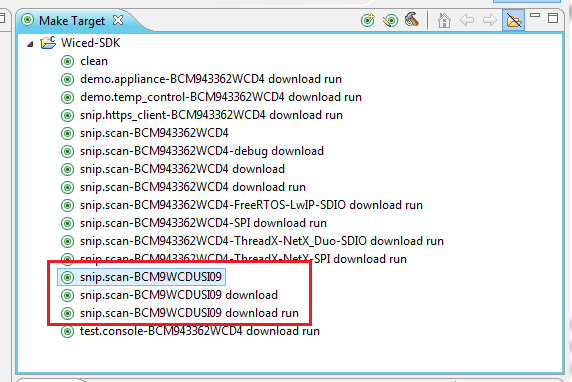 Make Target
Wiced-SDK
clean
demo.appliance-BCM943362WCD4 download run
demo.temp_control-BCM943362WCD4 download run
snip.https_client-BCM943362WCD4 download run
snip.scan-BCM943362WCD4
snip.scan-BCM943362WCD4-debug download
snip.scan-BCM943362WCD4 download
snip.scan-BCM943362WCD4 download run
snip.scan-BCM943362WCD4-FreeRTOS-LwIP-SDIO download run
snip.scan-BCM943362WCD4-SPI download run
snip.scan-BCM943362WCD4-ThreadX-NetX_Duo-SDIO download run
snip.scan-BCM943362WCD4-ThreadX-NetX-SPI download run
snip.scan-BCM9WCDUSI09
snip.scan-BCM9WCDUSI09 download
snip.scan-BCM9WCDUSI09 download run
test.console-BCM943362WCD4 download run